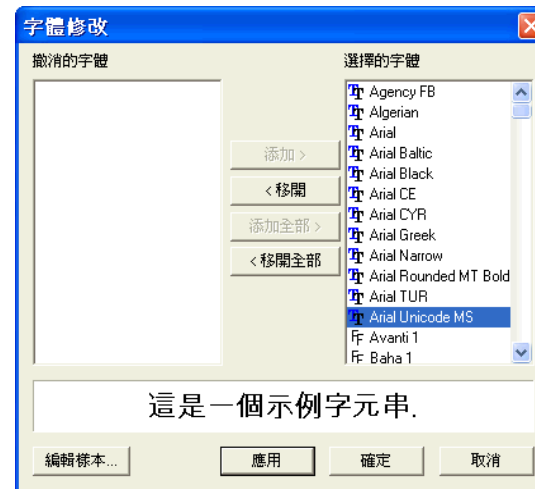 字體修改
撤消的字體
選擇的字體
Agency FB
Algerian
Arial
Arial Baltic
Arial Black
Arial CE
Arial CYR
Arial Greek
Arial Narrow
Arial Rounded MT Bold
Arial TUR
Arial Unicode MS
Avanti 1
Baha 1
添加 >
< 移開
添加全部 >
< 移開全部
這是一個示例字元串.
編輯樣本...
應用
確定
取消